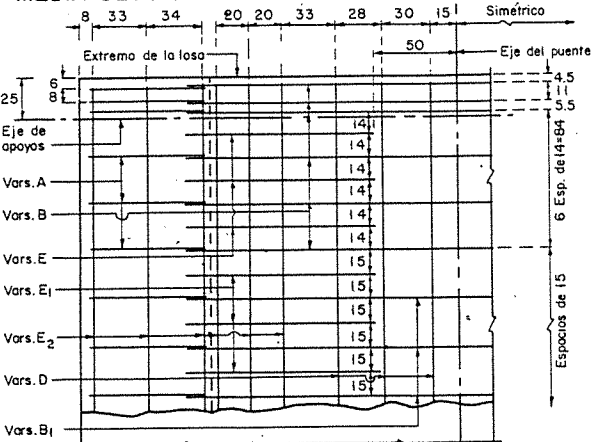 8 33 34 20 20 33 28 30 15 Simétrico
50 Eje del puente
Extremo de la losa
4.5
6
11
25
8
5.5
Eje de
apoyos
14
14
14
14
14
14
6 Esp. de 14=84
Vars. A
Vars. B
Vars. E
15
Vars. E1
15
15
Vars. E2
15
15
Vars. D
15
Espacios de 15
Vars. B1